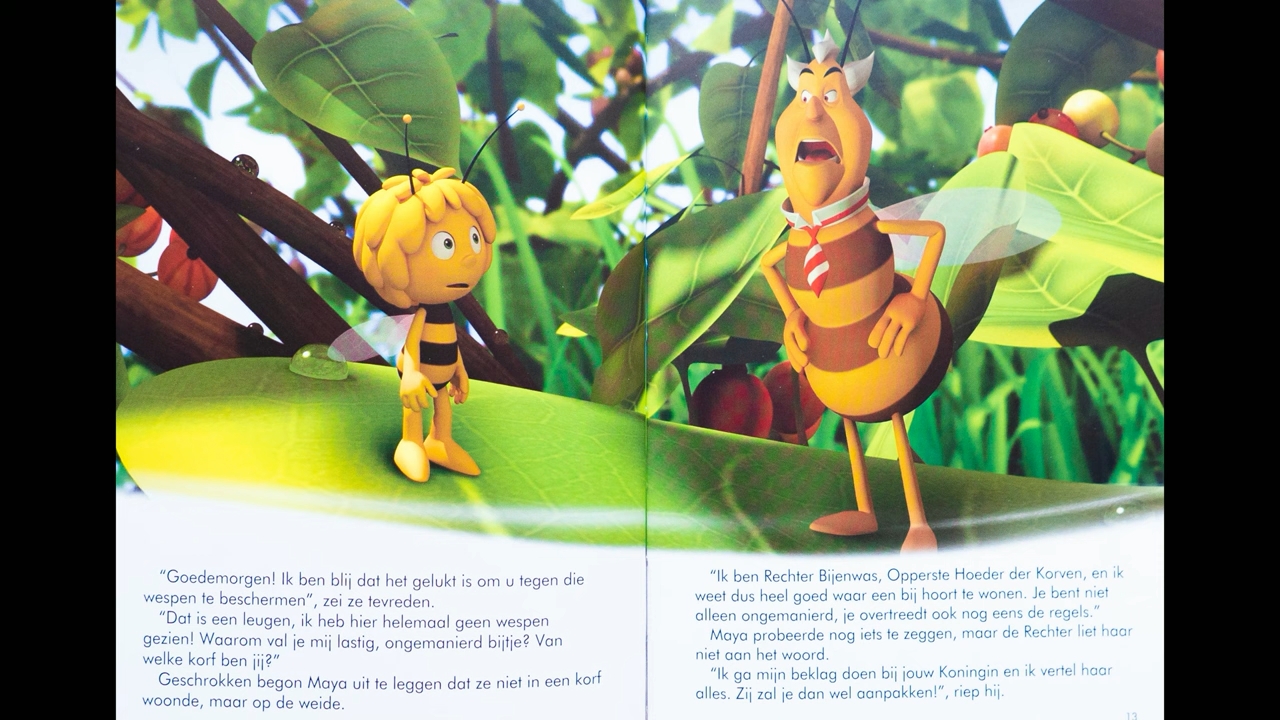 “Goedemorgen! Ik ben blij dat het gelukt is om u tegen die
wespen te beschermen”, zei ze tevreden.
“Dat is een leugen, ik heb hier helemaal geen wespen
gezien! Waarom val je mij lastig, ongemanierd bijtje? Van
welke korf ben jij?”
Geschrokken begon Maya uit te leggen dat ze niet in een korf
woonde, maar op de weide.
“Ik ben Rechter Bijenwas, Opperste Hoeder der Korven, en ik
weet dus heel goed waar een bij hoort te wonen. Je bent niet
alleen ongemanierd, je overtreedt ook nog eens de regels.”
Maya probeerde nog iets te zeggen, maar de Rechter liet haar
niet aan het woord.
“Ik ga mijn beklag doen bij jouw Koningin en ik vertel haar
alles. Zij zal je dan wel aanpakken!”, riep hij.
13